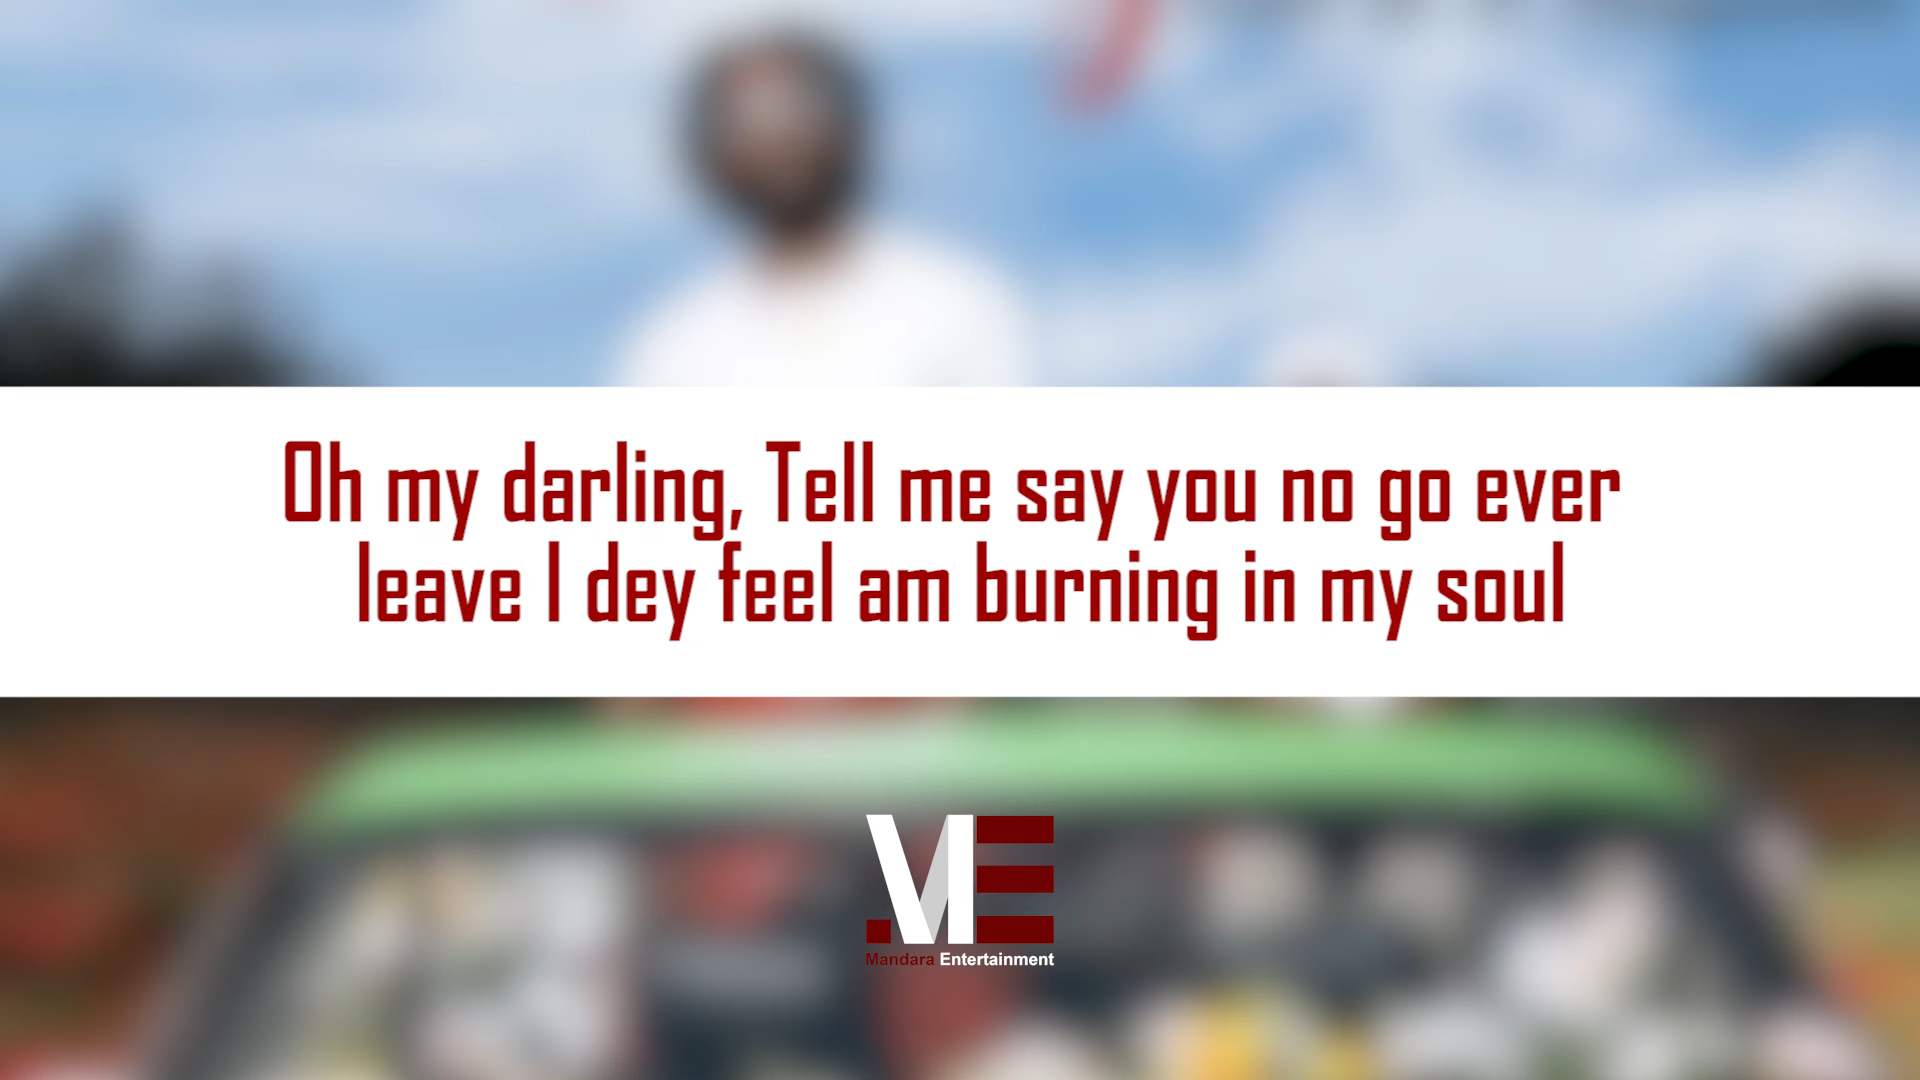 Oh my darling, Tell me say you no go ever
leave I dey feel am burning in my soul
ME
Mandara Entertainment